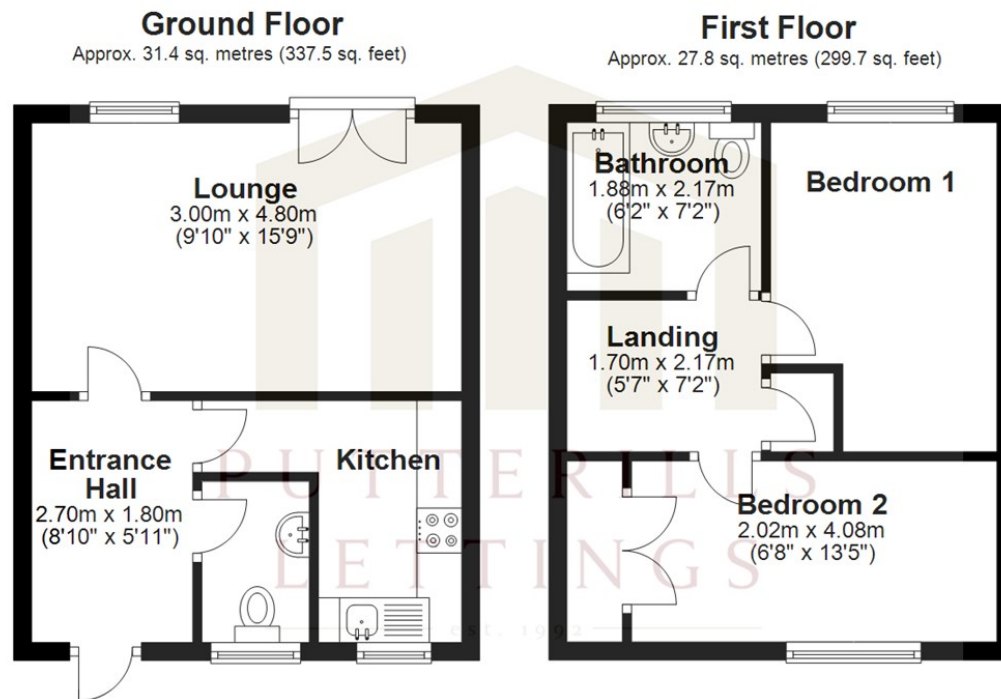 Ground Floor
Approx. 31.4 sq. metres (337.5 sq. feet)
Lounge
3.00m x 4.80m
(9'10" x 15'9")
Entrance
Hall
2.70m x 1.80m
(8'10" x 5'11")
Kitchen
First Floor
Approx. 27.8 sq. metres (299.7 sq. feet)
Bathroom
1.88m x 2.17m
(6'2" x 7'2")
Bedroom 1
Landing
1.70m x 2.17m
(5'7" x 7'2")
Bedroom 2
2.02m x 4.08m
(6'8" x 13'5")
PUTTERILLS
LETTINGS
est. 1992